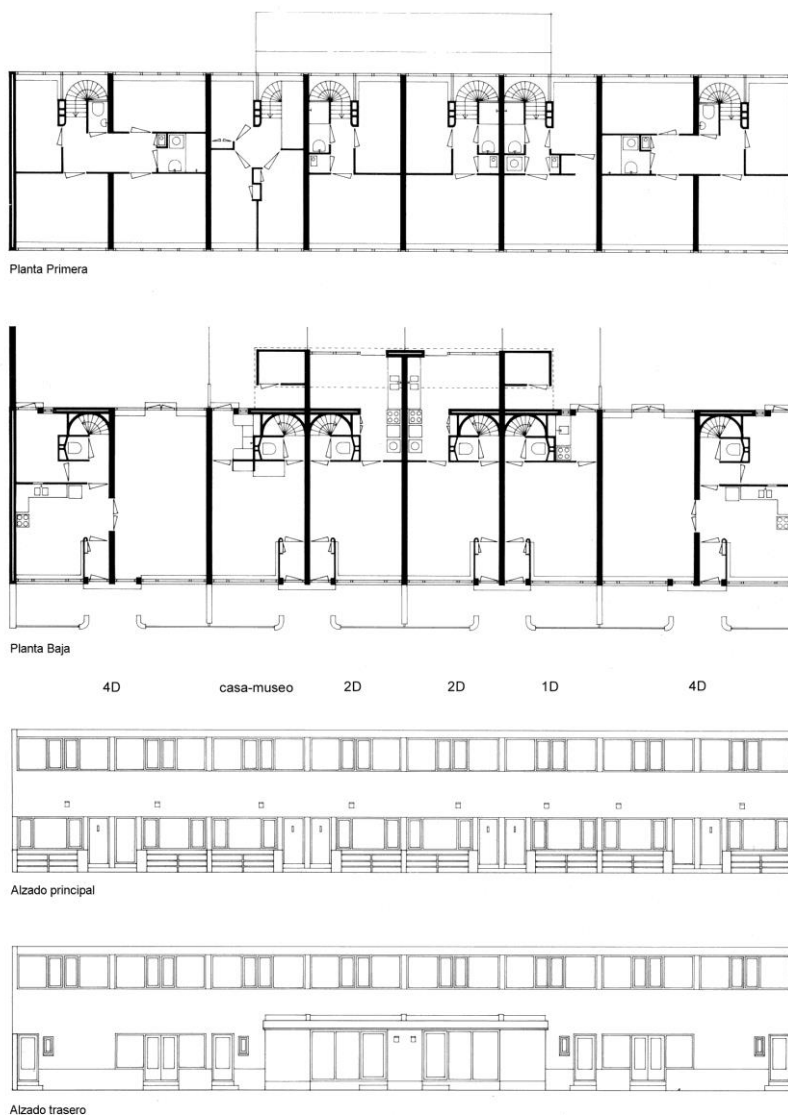 Planta Primera
Planta Baja
4D casa-museo 2D 2D 1D 4D
Alzado principal
Alzado trasero